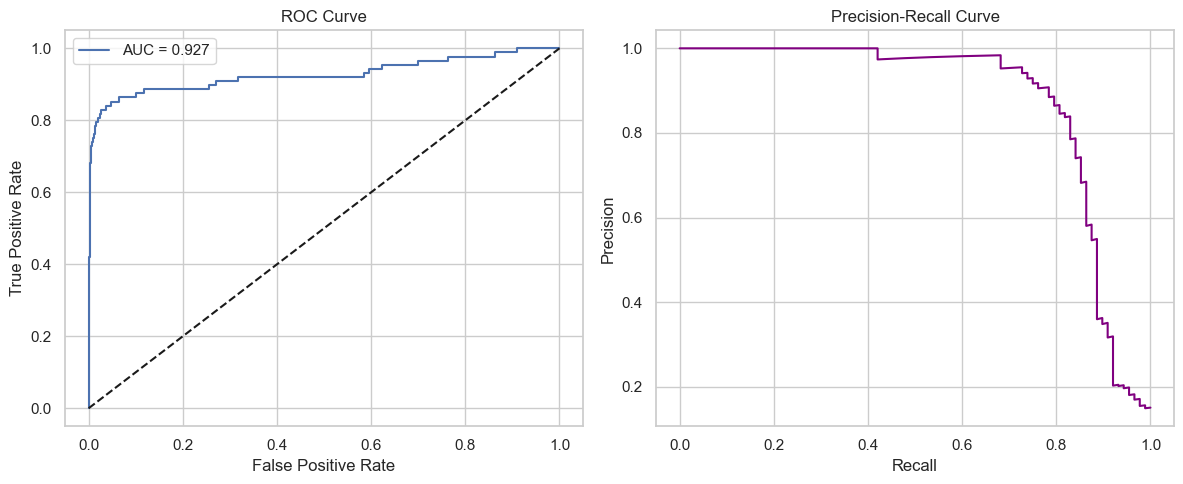 ROC Curve
AUC = 0.927
1.0
0.8
0.6
0.4
0.2
0.0
True Positive Rate
0.0 0.2 0.4 0.6 0.8 1.0
False Positive Rate
Precision-Recall Curve
1.0
0.8
0.6
0.4
0.2
Precision
0.0 0.2 0.4 0.6 0.8 1.0
Recall